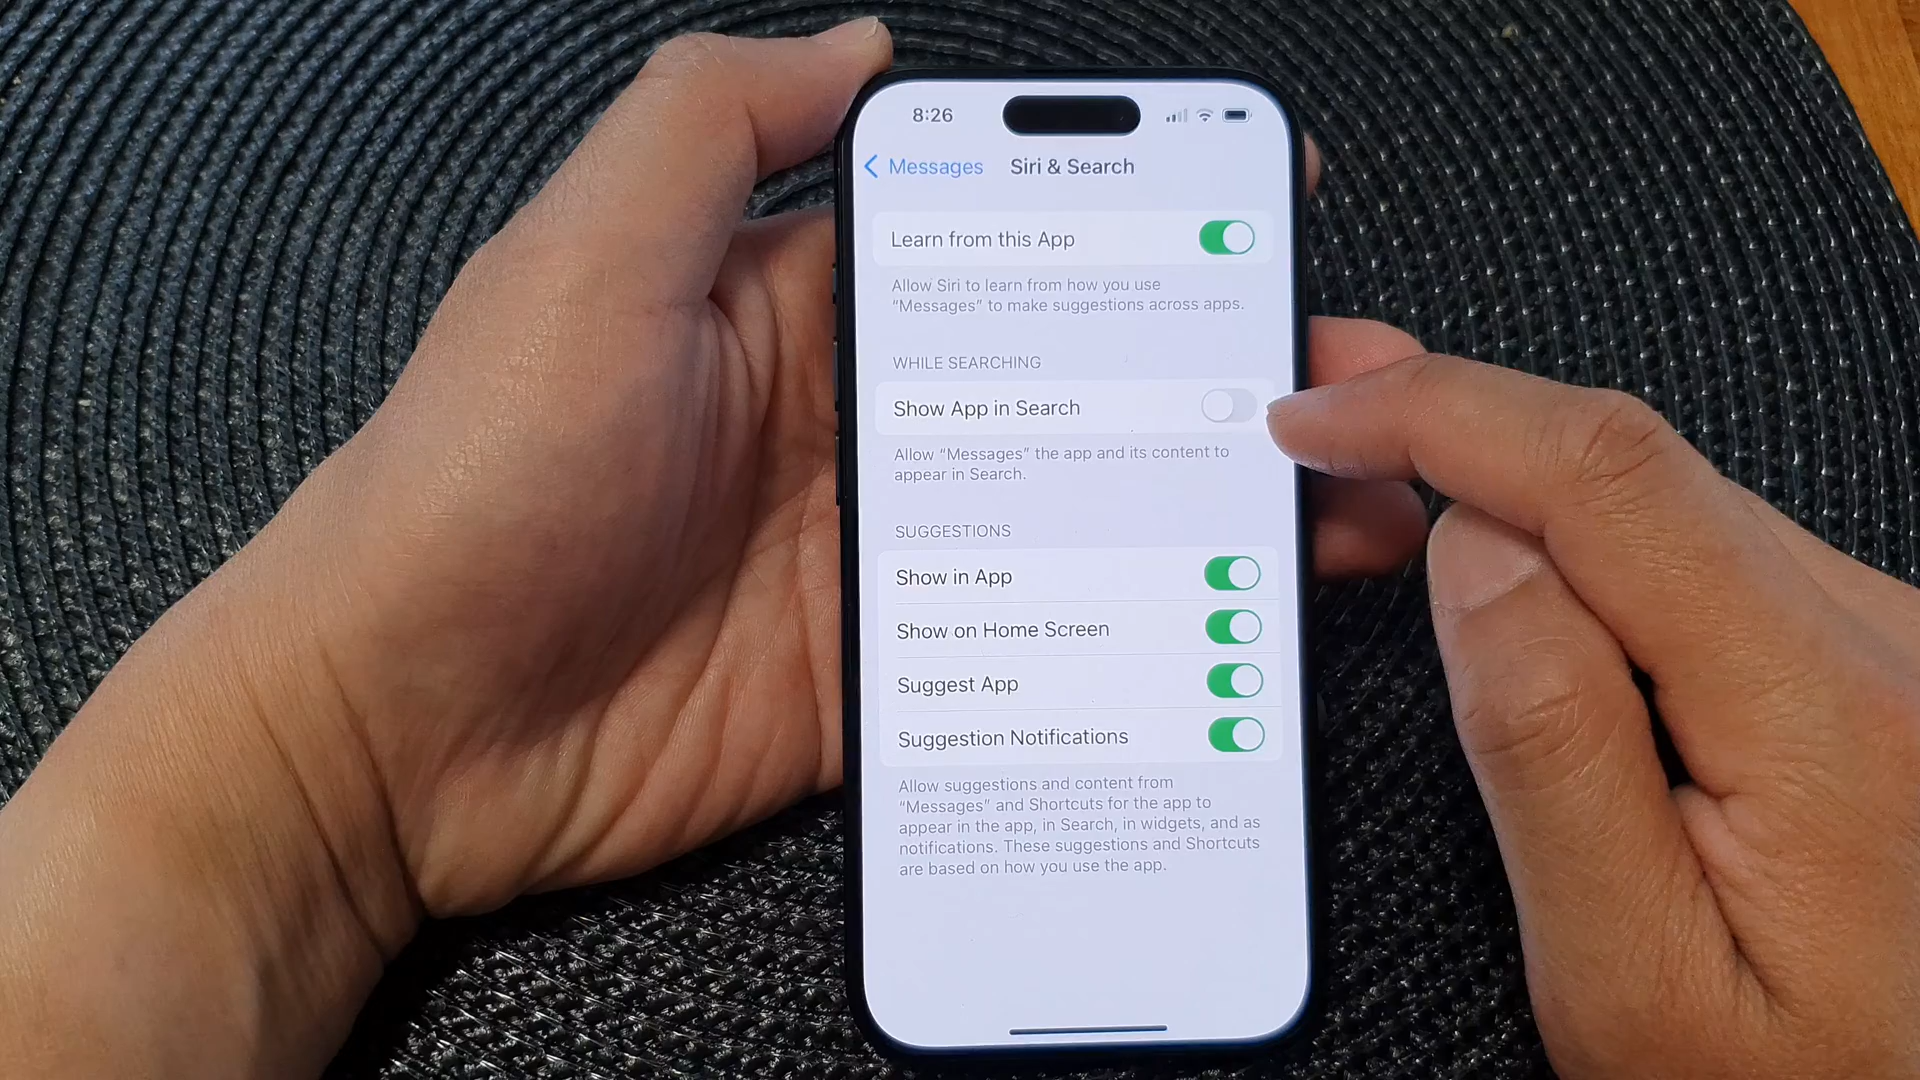 8:26
Messages
Siri & Search
Learn from this App
Allow Siri to learn from how you use
“Messages” to make suggestions across apps.
WHILE SEARCHING
Show App in Search
Allow “Messages” the app and its content to
appear in Search.
SUGGESTIONS
Show in App
Show on Home Screen
Suggest App
Suggestion Notifications
Allow suggestions and content from
“Messages” and Shortcuts for the app to
appear in the app, in Search, in widgets, and as
notifications. These suggestions and Shortcuts
are based on how you use the app.